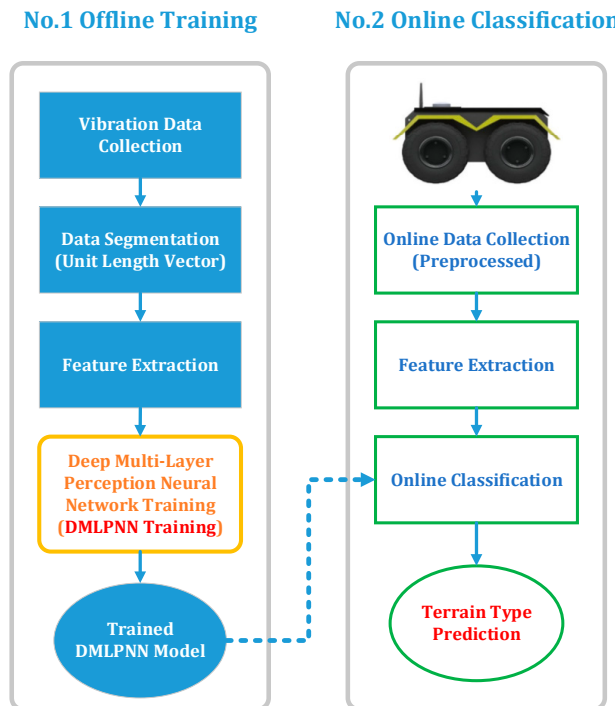 No.1 Offline Training
Vibration Data
Collection
Data Segmentation
(Unit Length Vector)
Feature Extraction
Deep Multi-Layer
Perception Neural
Network Training
(DMLPNN Training)
Trained
DMLPNN Model
No.2 Online Classification
Online Data Collection
(Preprocessed)
Feature Extraction
Online Classification
Terrain Type
Prediction